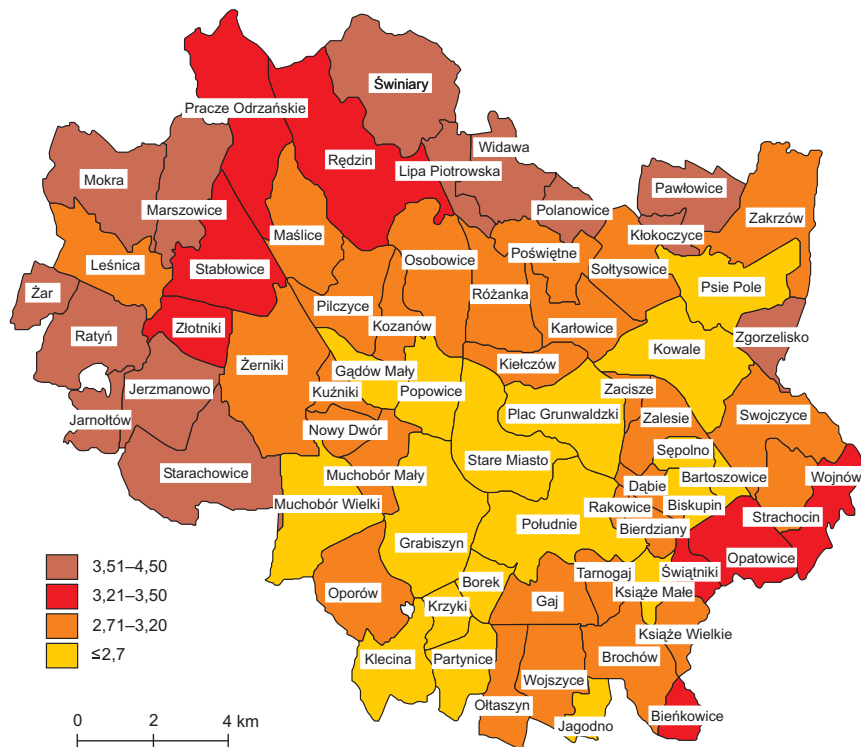 Świniary
Pracze Odrzańskie
Widawa
Rędzin
Lipa Piotrowska
Mokra
Pawłowice
Marszowice
Polanowice
Zakrzów
Kłokoczyce
Maślice
Poświętne
Osobowice
Leśnica
Stabłowice
Sołtysowice
Psie Pole
Żar
Pilczyce
Różanka
Złotniki
Kozanów
Karłowice
Ratyń
Zgorzelisko
Kowale
Żerniki
Kiełczów
Gądów Mały
Jerzmanowo
Kuźniki
Popowice
Zacisze
Plac Grunwaldzki
Swojczyce
Jarnołtów
Zalesie
Nowy Dwór
Sępolno
Stare Miasto
Starachowice
Muchobór Mały
Bartoszowice
Wojnów
Dąbie
Muchobór Wielki
Rakowice
Biskupin
Strachocin
Południe
Bierdziany
Grabiszyn
Opatowice
3,51–4,50
Tarnogaj
Świątniki
Borek
3,21–3,50
Oporów
Gaj
Książe Małe
Krzyki
2,71–3,20
Książe Wielkie
≤2,7
Klecina
Partynice
Brochów
Wojszyce
Ołtaszyn
Bieńkowice
Jagodno
0 2 4 km